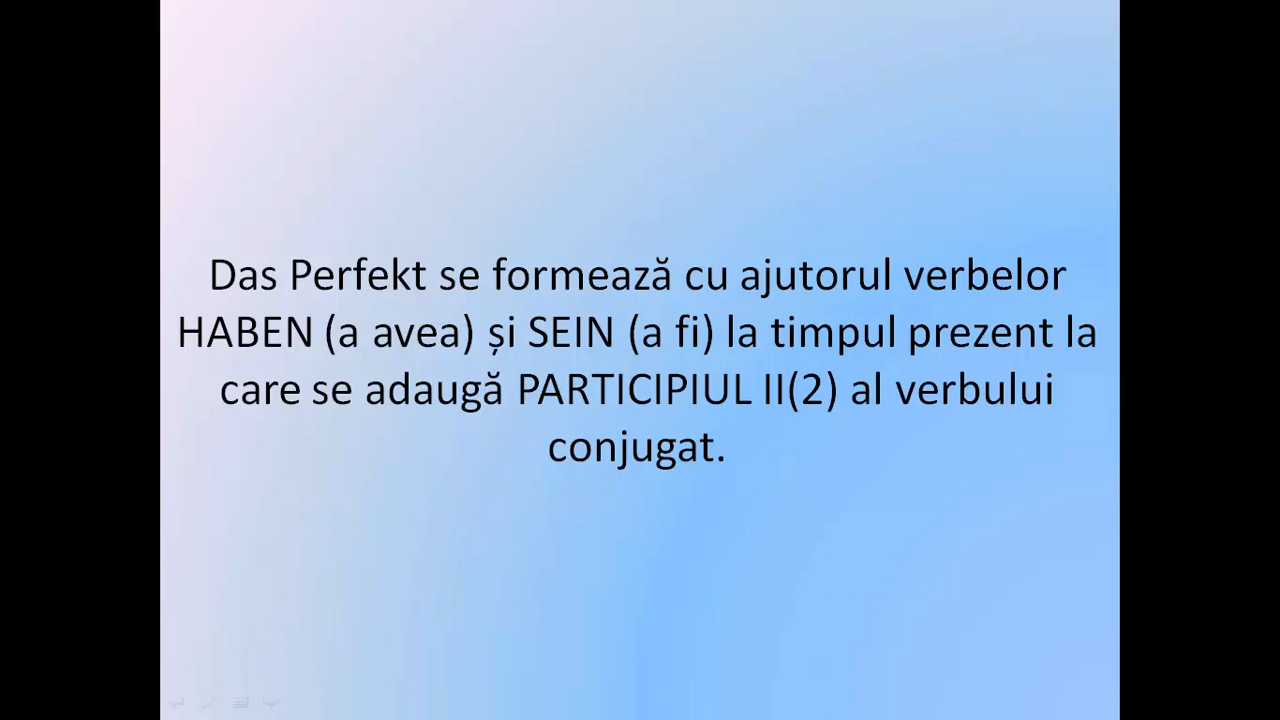 Das Perfekt se formează cu ajutorul verbelor
HABEN (a avea) și SEIN (a fi) la timpul prezent la
care se adaugă PARTICIPIUL II(2) al verbului
conjugat.